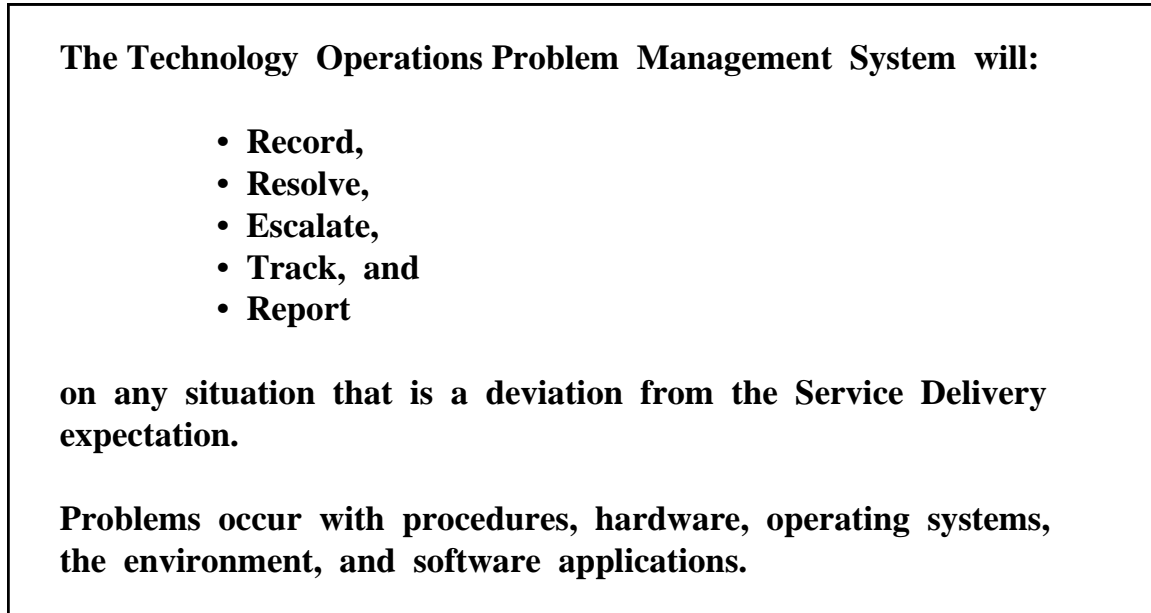 The Technology Operations Problem Management System will:
• Record,
• Resolve,
• Escalate,
• Track, and
• Report
on any situation that is a deviation from the Service Delivery
expectation.
Problems occur with procedures, hardware, operating systems,
the environment, and software applications.